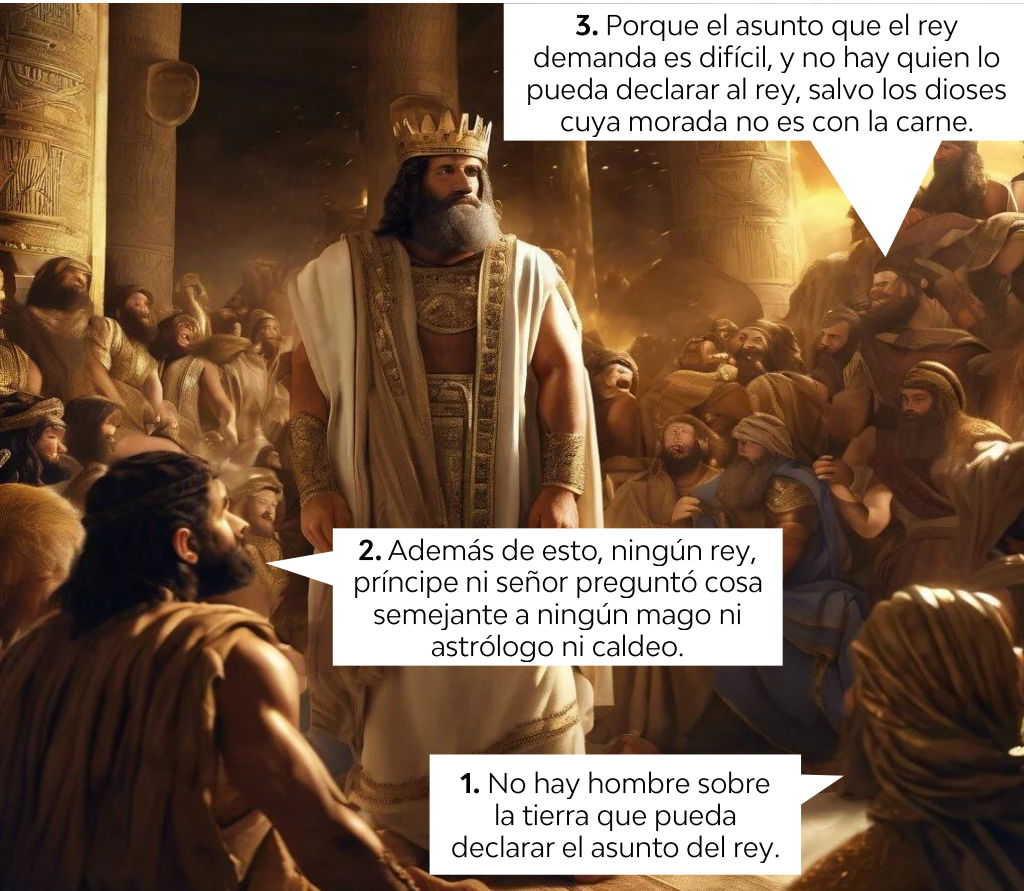 3. Porque el asunto que el rey
demanda es difícil, y no hay quien lo
pueda declarar al rey, salvo los dioses
cuya morada no es con la carne.
2. Además de esto, ningún rey,
príncipe ni señor preguntó cosa
semejante a ningún mago ni
astrólogo ni caldeo.
1. No hay hombre sobre
la tierra que pueda
declarar el asunto del rey.